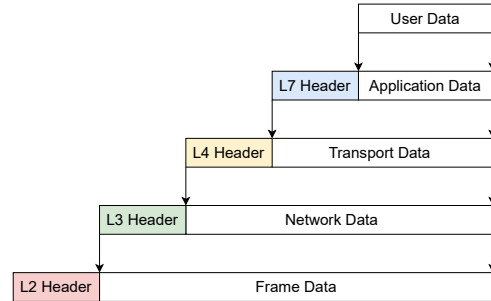 User Data
L7 Header Application Data
L4 Header Transport Data
L3 Header Network Data
L2 Header Frame Data